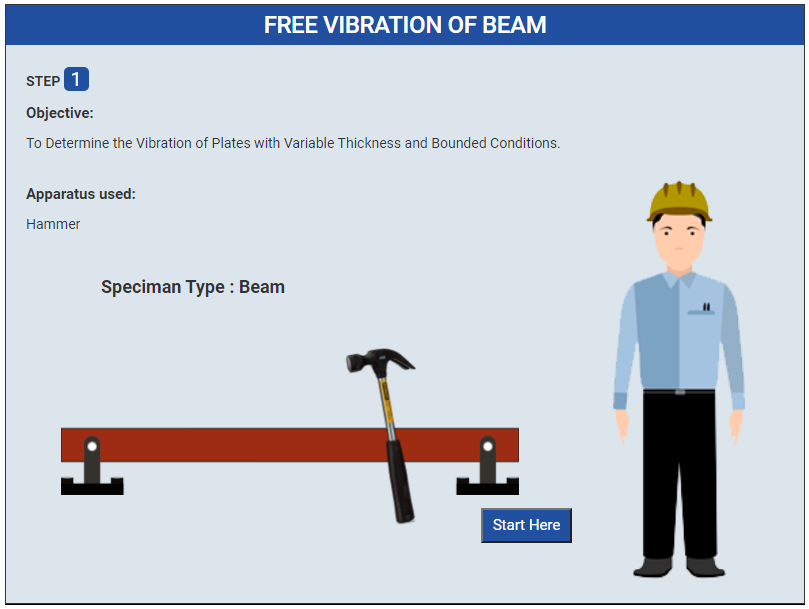 FREE VIBRATION OF BEAM
STEP 1
Objective:
To Determine the Vibration of Plates with Variable Thickness and Bounded Conditions.
Apparatus used:
Hammer
Speciman Type : Beam
Start Here